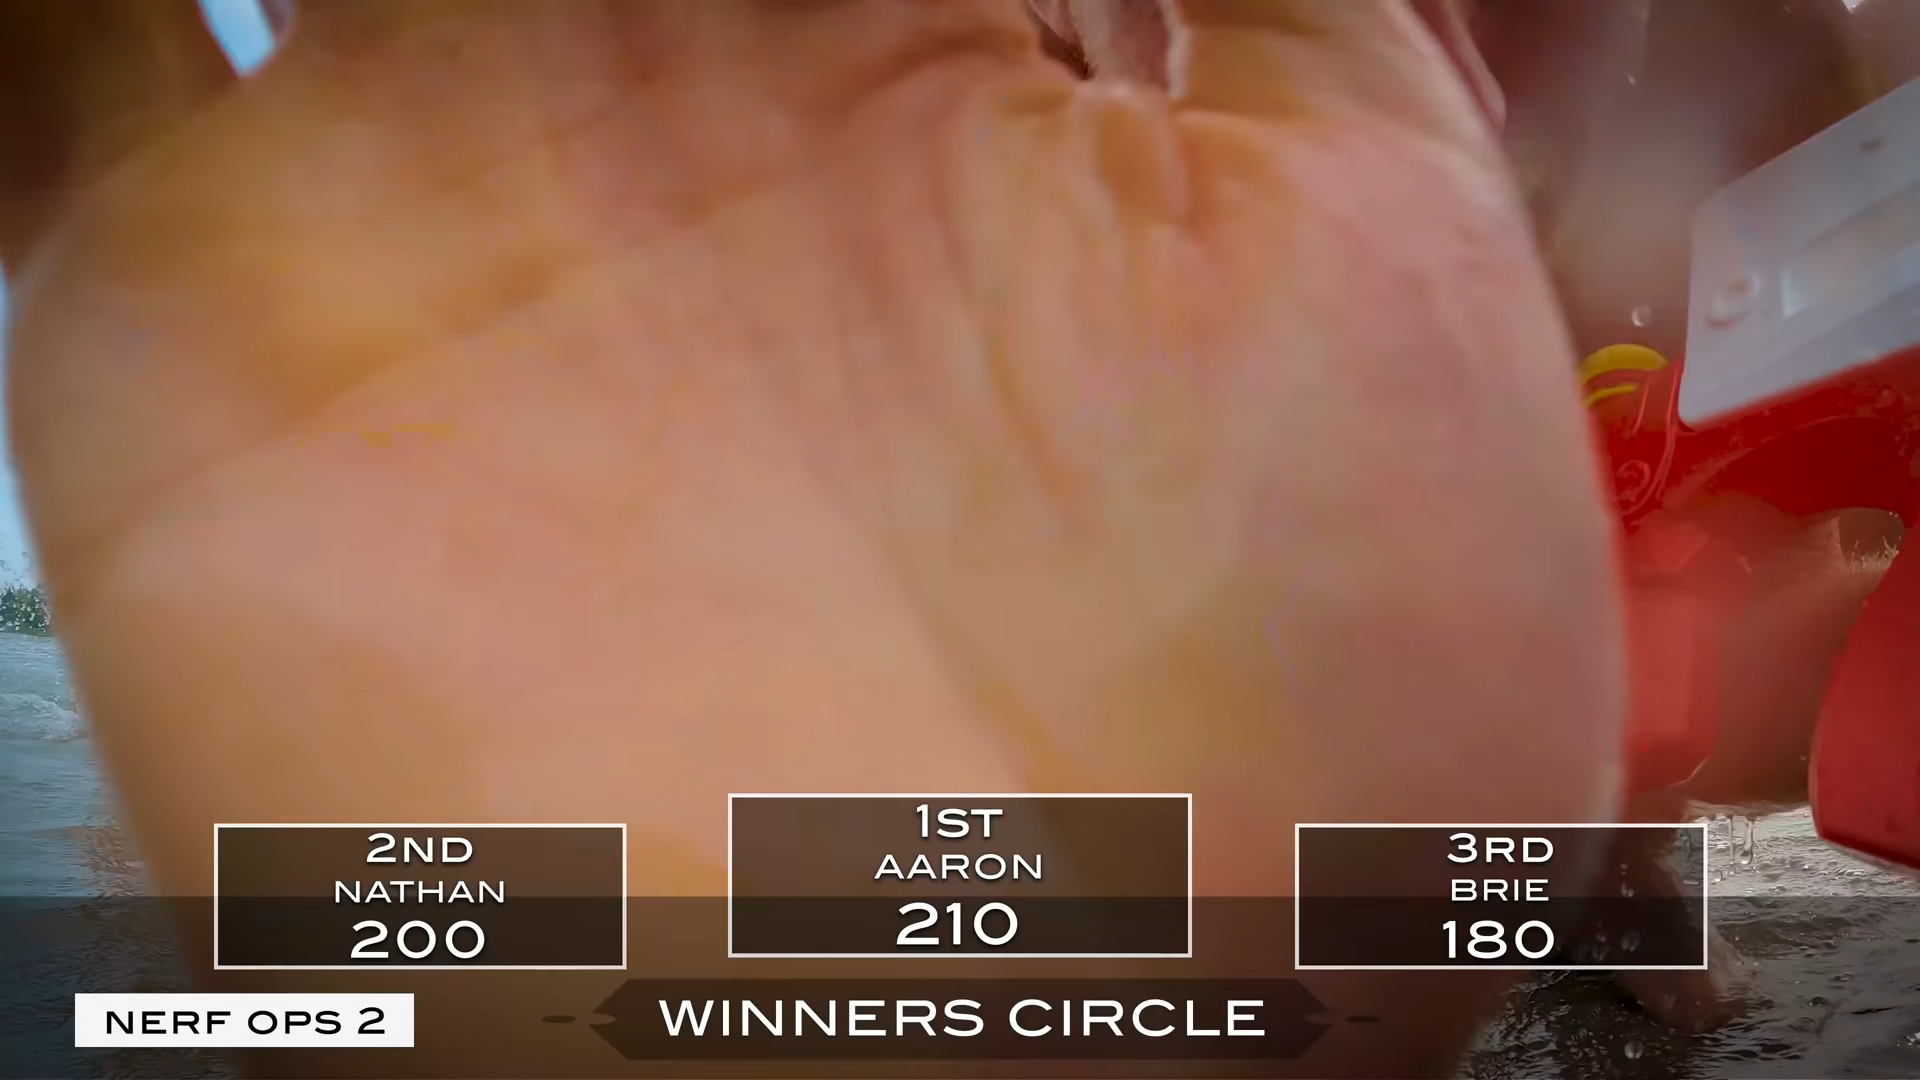 2ND
NATHAN
200
1ST
AARON
210
3RD
BRIE
180
NERF OPS 2
WINNERS CIRCLE